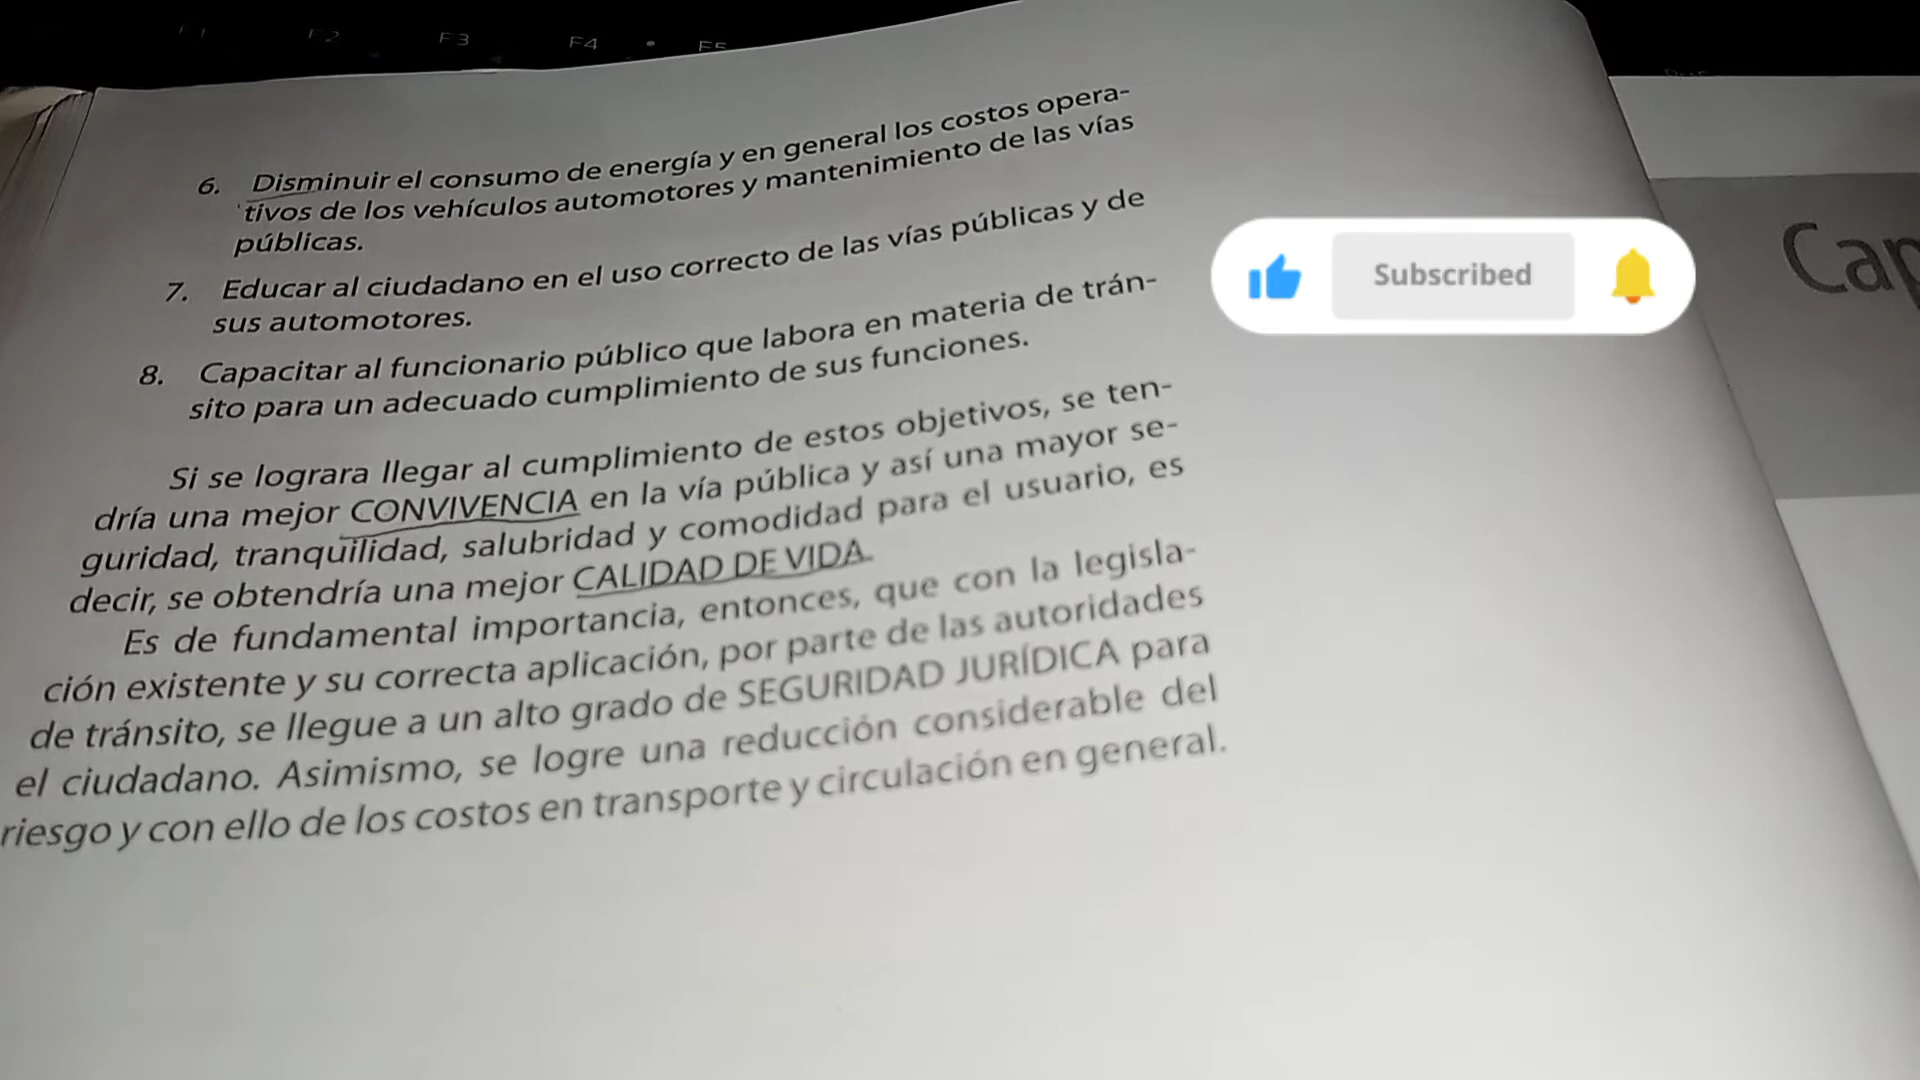 F2 F3 F4 F5
6. Disminuir el consumo de energía y en general los costos opera-
tivos de los vehículos automotores y mantenimiento de las vías
públicas.
7. Educar al ciudadano en el uso correcto de las vías públicas y de
sus automotores.
8. Capacitar al funcionario público que labora en materia de trán-
sito para un adecuado cumplimiento de sus funciones.
Si se lograra llegar al cumplimiento de estos objetivos, se ten-
dría una mejor CONVIVENCIA en la vía pública y así una mayor se-
guridad, tranquilidad, salubridad y comodidad para el usuario, es
decir, se obtendría una mejor CALIDAD DE VIDA.
Es de fundamental importancia, entonces, que con la legisla-
ción existente y su correcta aplicación, por parte de las autoridades
de tránsito, se llegue a un alto grado de SEGURIDAD JURÍDICA para
el ciudadano. Asimismo, se logre una reducción considerable del
riesgo y con ello de los costos en transporte y circulación en general.
Subscribed
Cap